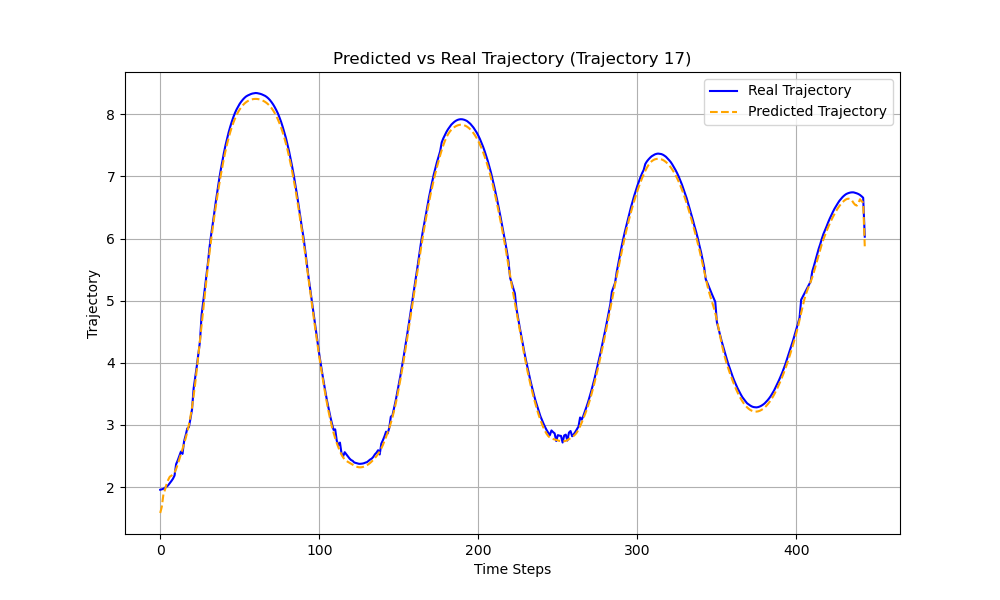 Predicted vs Real Trajectory (Trajectory 17)
Real Trajectory
Predicted Trajectory
Trajectory
8
7
6
5
4
3
2
0 100 200 300 400
Time Steps